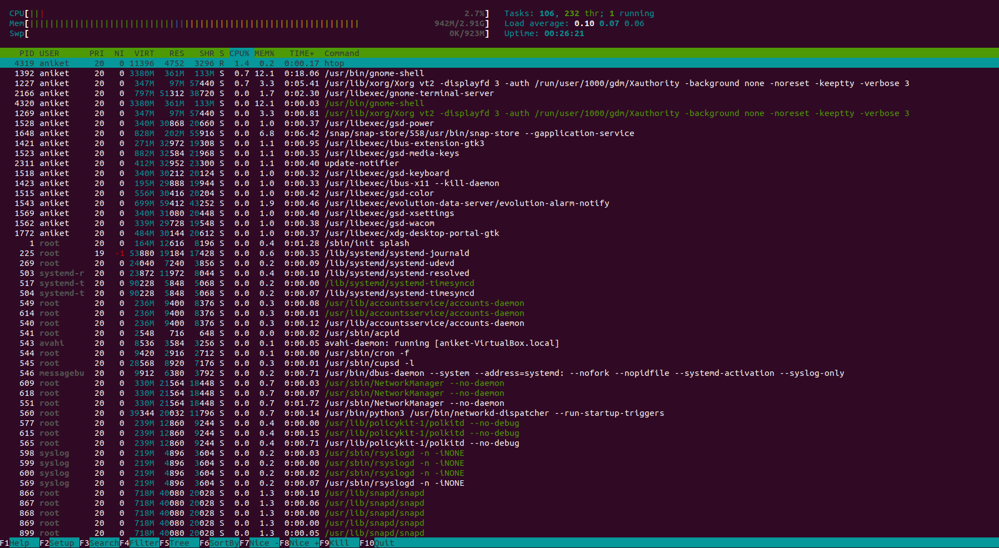 CPU[||| 2.7%] Tasks: 106, 232 thr; 1 running
Mem[|||||||||||||||||||||||||||||||||||||||||||||||||||||||||||||||||| 942M/2.91G] Load average: 0.10 0.07 0.06
Swp[ 0K/923M] Uptime: 00:26:21
PID USER PRI NI VIRT RES SHR S CPU% MEM% TIME+ Command
4319 aniket 20 0 11396 4752 3296 R 1.4 0.2 0:00.17 htop
1392 aniket 20 0 3380M 361M 133M S 0.7 12.1 0:18.06 /usr/bin/gnome-shell
1227 aniket 20 0 347M 97M 57440 S 0.7 3.3 0:05.41 /usr/lib/xorg/Xorg vt2 -displayfd 3 -auth /run/user/1000/gdm/Xauthority -background none -noreset -keeptty -verbose 3
2166 aniket 20 0 797M 51312 38720 S 0.0 1.7 0:02.30 /usr/libexec/gnome-terminal-server
4320 aniket 20 0 3380M 361M 133M S 0.0 12.1 0:00.03 /usr/bin/gnome-shell
1269 aniket 20 0 347M 97M 57440 S 0.0 3.3 0:00.81 /usr/lib/xorg/Xorg vt2 -displayfd 3 -auth /run/user/1000/gdm/Xauthority -background none -noreset -keeptty -verbose 3
1528 aniket 20 0 340M 30868 20660 S 0.0 1.0 0:00.37 /usr/libexec/gsd-power
1648 aniket 20 0 828M 202M 55916 S 0.0 6.8 0:06.42 /snap/snap-store/558/usr/bin/snap-store --gapplication-service
1421 aniket 20 0 271M 32972 19308 S 0.0 1.1 0:00.95 /usr/libexec/ibus-extension-gtk3
1523 aniket 20 0 882M 32584 21968 S 0.0 1.1 0:00.35 /usr/libexec/gsd-media-keys
2311 aniket 20 0 412M 32952 23300 S 0.0 1.1 0:00.40 update-notifier
1518 aniket 20 0 340M 30212 20124 S 0.0 1.0 0:00.32 /usr/libexec/gsd-keyboard
1423 aniket 20 0 195M 29888 19944 S 0.0 1.0 0:00.33 /usr/libexec/ibus-x11 --kill-daemon
1515 aniket 20 0 556M 30416 20204 S 0.0 1.0 0:00.42 /usr/libexec/gsd-color
1543 aniket 20 0 699M 59412 43252 S 0.0 1.9 0:00.46 /usr/libexec/evolution-data-server/evolution-alarm-notify
1569 aniket 20 0 340M 31080 20448 S 0.0 1.0 0:00.40 /usr/libexec/gsd-xsettings
1562 aniket 20 0 339M 29728 19548 S 0.0 1.0 0:00.38 /usr/libexec/gsd-wacom
1772 aniket 20 0 484M 30144 20612 S 0.0 1.0 0:00.37 /usr/libexec/xdg-desktop-portal-gtk
1 root 20 0 164M 12616 8196 S 0.0 0.4 0:01.28 /sbin/init splash
225 root 19 -1 53880 19184 17428 S 0.0 0.6 0:00.35 /lib/systemd/systemd-journald
269 root 20 0 24040 7240 3856 S 0.0 0.2 0:00.09 /lib/systemd/systemd-udevd
503 systemd-r 20 0 23872 11972 8044 S 0.0 0.4 0:00.10 /lib/systemd/systemd-resolved
517 systemd-t 20 0 90228 5848 5068 S 0.0 0.2 0:00.00 /lib/systemd/systemd-timesyncd
504 systemd-t 20 0 90228 5848 5068 S 0.0 0.2 0:00.07 /lib/systemd/systemd-timesyncd
549 root 20 0 236M 9400 8376 S 0.0 0.3 0:00.08 /usr/lib/accountsservice/accounts-daemon
614 root 20 0 236M 9400 8376 S 0.0 0.3 0:00.01 /usr/lib/accountsservice/accounts-daemon
540 root 20 0 236M 9400 8376 S 0.0 0.3 0:00.12 /usr/lib/accountsservice/accounts-daemon
541 root 20 0 2548 716 648 S 0.0 0.0 0:00.02 /usr/sbin/acpid
543 avahi 20 0 8536 3584 3256 S 0.0 0.1 0:00.05 avahi-daemon: running [aniket-VirtualBox.local]
544 root 20 0 9420 2916 2712 S 0.0 0.1 0:00.00 /usr/sbin/cron -f
545 root 20 0 28568 8920 7176 S 0.0 0.3 0:00.01 /usr/sbin/cupsd -l
546 messagebu 20 0 9912 6380 3792 S 0.0 0.2 0:00.71 /usr/bin/dbus-daemon --system --address=systemd: --nofork --nopidfile --systemd-activation --syslog-only
609 root 20 0 330M 21564 18448 S 0.0 0.7 0:00.03 /usr/sbin/NetworkManager --no-daemon
618 root 20 0 330M 21564 18448 S 0.0 0.7 0:00.07 /usr/sbin/NetworkManager --no-daemon
551 root 20 0 330M 21564 18448 S 0.0 0.7 0:01.72 /usr/sbin/NetworkManager --no-daemon
560 root 20 0 39344 20032 11796 S 0.0 0.7 0:00.14 /usr/bin/python3 /usr/bin/networkd-dispatcher --run-startup-triggers
577 root 20 0 239M 12860 9244 S 0.0 0.4 0:00.00 /usr/lib/policykit-1/polkitd --no-debug
615 root 20 0 239M 12860 9244 S 0.0 0.4 0:00.15 /usr/lib/policykit-1/polkitd --no-debug
565 root 20 0 239M 12860 9244 S 0.0 0.4 0:00.71 /usr/lib/policykit-1/polkitd --no-debug
598 syslog 20 0 219M 4896 3604 S 0.0 0.2 0:00.03 /usr/sbin/rsyslogd -n -iNONE
599 syslog 20 0 219M 4896 3604 S 0.0 0.2 0:00.00 /usr/sbin/rsyslogd -n -iNONE
600 syslog 20 0 219M 4896 3604 S 0.0 0.2 0:00.02 /usr/sbin/rsyslogd -n -iNONE
569 syslog 20 0 219M 4896 3604 S 0.0 0.2 0:00.07 /usr/sbin/rsyslogd -n -iNONE
866 root 20 0 718M 40080 20028 S 0.0 1.3 0:00.10 /usr/lib/snapd/snapd
867 root 20 0 718M 40080 20028 S 0.0 1.3 0:00.06 /usr/lib/snapd/snapd
868 root 20 0 718M 40080 20028 S 0.0 1.3 0:00.00 /usr/lib/snapd/snapd
869 root 20 0 718M 40080 20028 S 0.0 1.3 0:00.00 /usr/lib/snapd/snapd
899 root 20 0 718M 40080 20028 S 0.0 1.3 0:00.05 /usr/lib/snapd/snapd
F1Help F2Setup F3SearchF4FilterF5Tree F6SortByF7Nice -F8Nice +F9Kill F10Quit